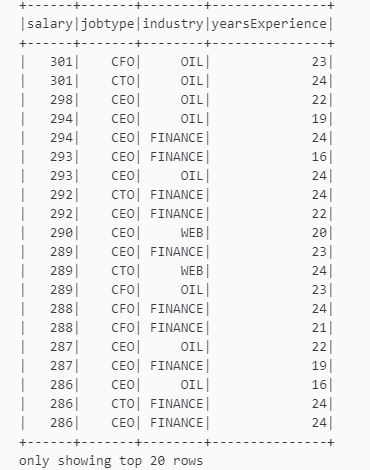 +------+-------+--------+---------------+
|salary|jobtype|industry|yearsExperience|
+------+-------+--------+---------------+
|   301|    CFO|     OIL|             23|
|   301|    CTO|     OIL|             24|
|   298|    CEO|     OIL|             22|
|   294|    CEO|     OIL|             19|
|   294|    CEO| FINANCE|             24|
|   293|    CEO| FINANCE|             16|
|   293|    CEO|     OIL|             24|
|   292|    CTO| FINANCE|             24|
|   292|    CEO| FINANCE|             22|
|   290|    CEO|     WEB|             20|
|   289|    CEO| FINANCE|             23|
|   289|    CTO|     WEB|             24|
|   289|    CFO|     OIL|             23|
|   288|    CFO| FINANCE|             24|
|   288|    CFO| FINANCE|             21|
|   287|    CEO|     OIL|             22|
|   287|    CEO| FINANCE|             19|
|   286|    CEO|     OIL|             16|
|   286|    CTO| FINANCE|             24|
|   286|    CEO| FINANCE|             24|
+------+-------+--------+---------------+
only showing top 20 rows